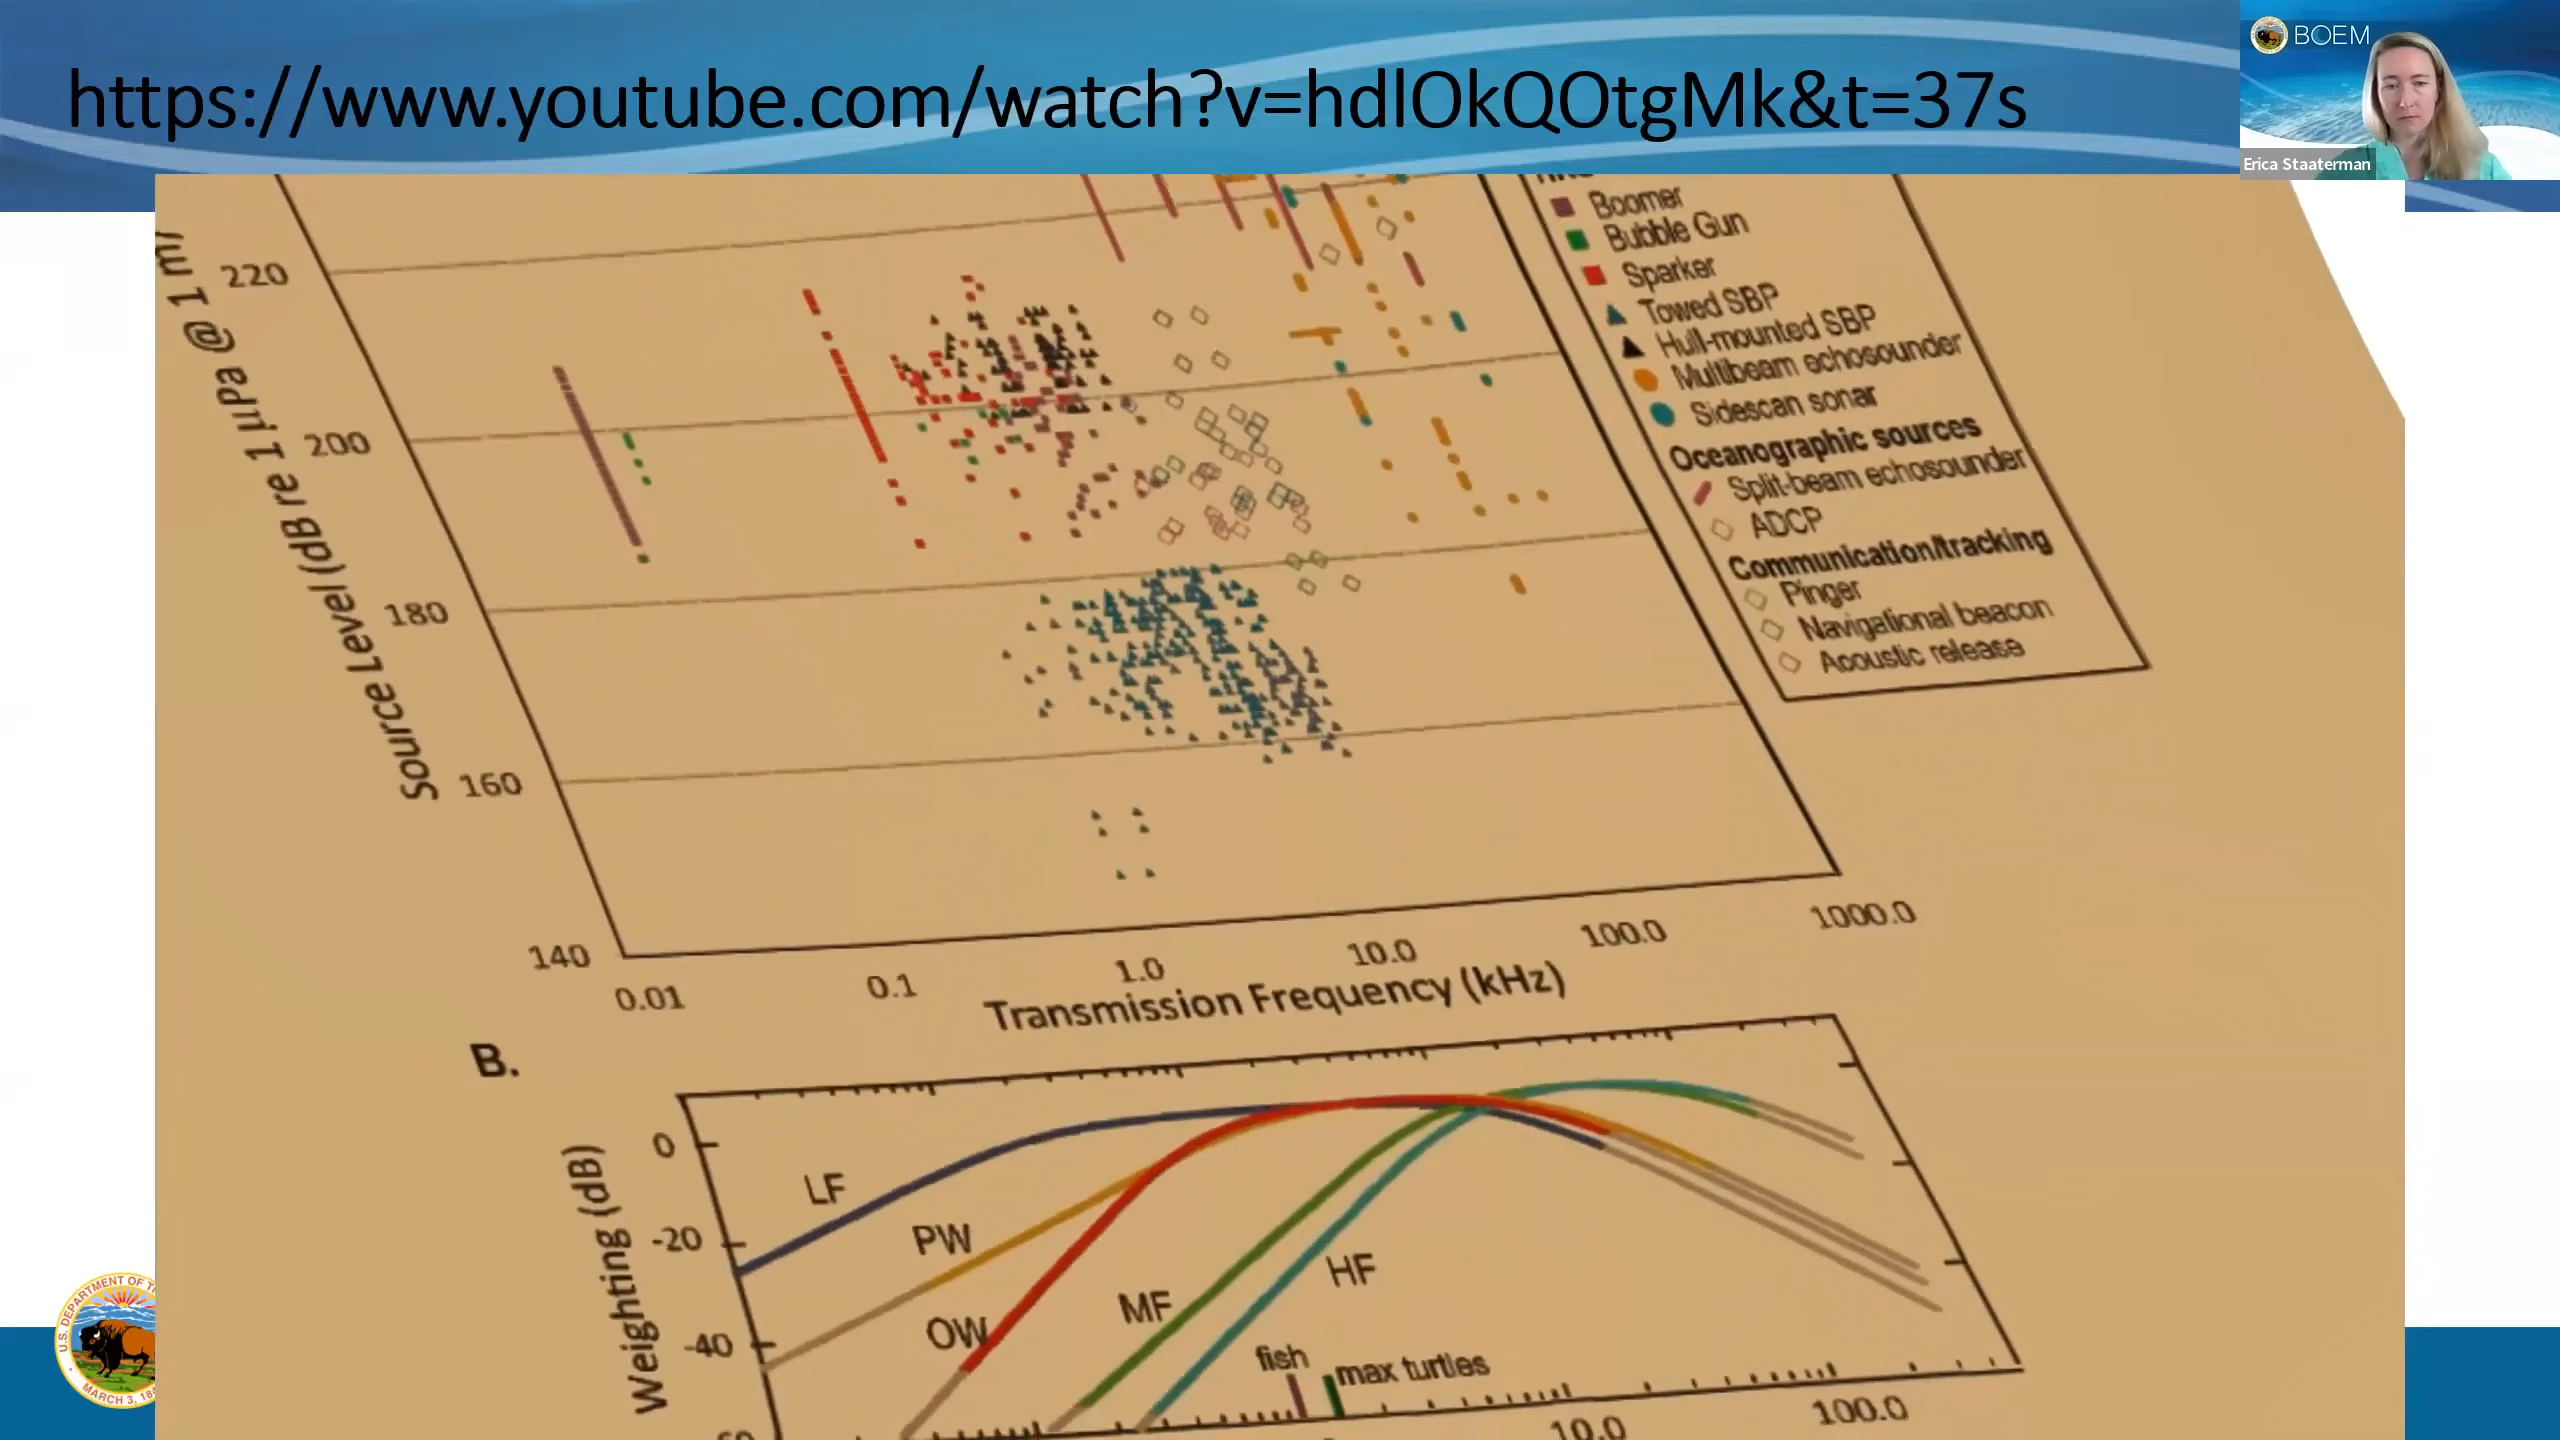 https://www.youtube.com/watch?v=hdlOkQOtgMk&t=37s
BOEM
Erica Staaterman
Source Level (dB re 1 µpa @ 1 m)
220
200
180
160
140
0.01
0.1
1.0
10.0
100.0
1000.0
Transmission Frequency (kHz)
Boomer
Bubble Gun
Sparker
Towed SBP
Hull-mounted SBP
Multibeam echosounder
Sidescan sonar
Oceanographic sources
Split-beam echosounder
ADCP
Communication/tracking
Pinger
Navigational beacon
Acoustic release
B.
Weighting (dB)
0
-20
-40
LF
PW
OW
MF
HF
fish
max turtles
10.0
100.0
U.S. DEPARTMENT OF
MARCH 3,